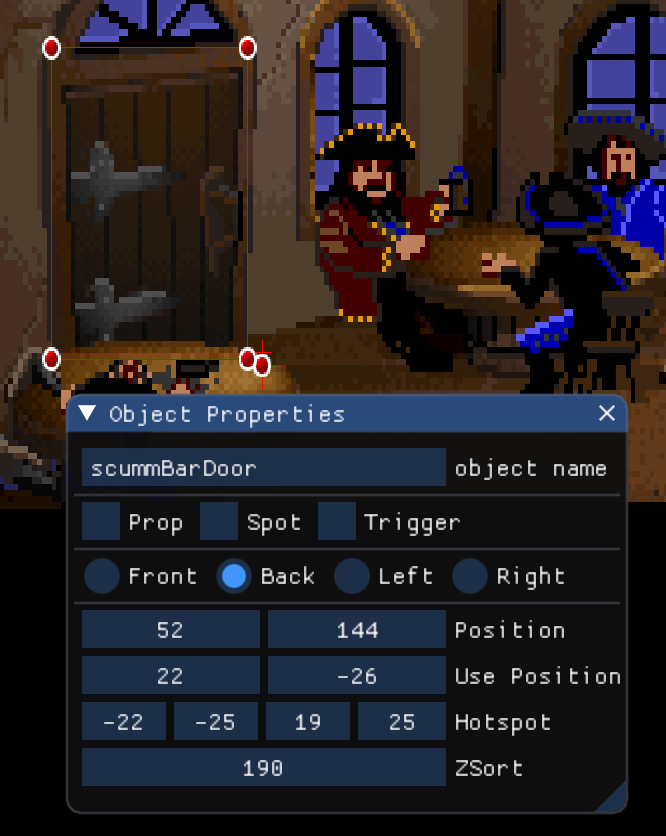 Object Properties
scummBarDoor object name
Prop Spot Trigger
Front Back Left Right
52 144 Position
22 -26 Use Position
-22 -25 19 25 Hotspot
190 ZSort